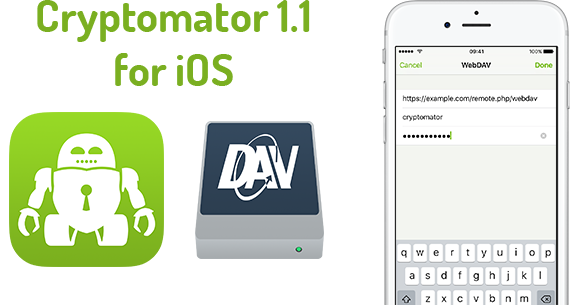 Cryptomator 1.1
for iOS
DAV
09:41
100%
Cancel
WebDAV
Done
https://example.com/remote.php/webdav
cryptomator
•••••••••••
q w e r t y u i o p
a s d f g h j k l
z x c v b n m